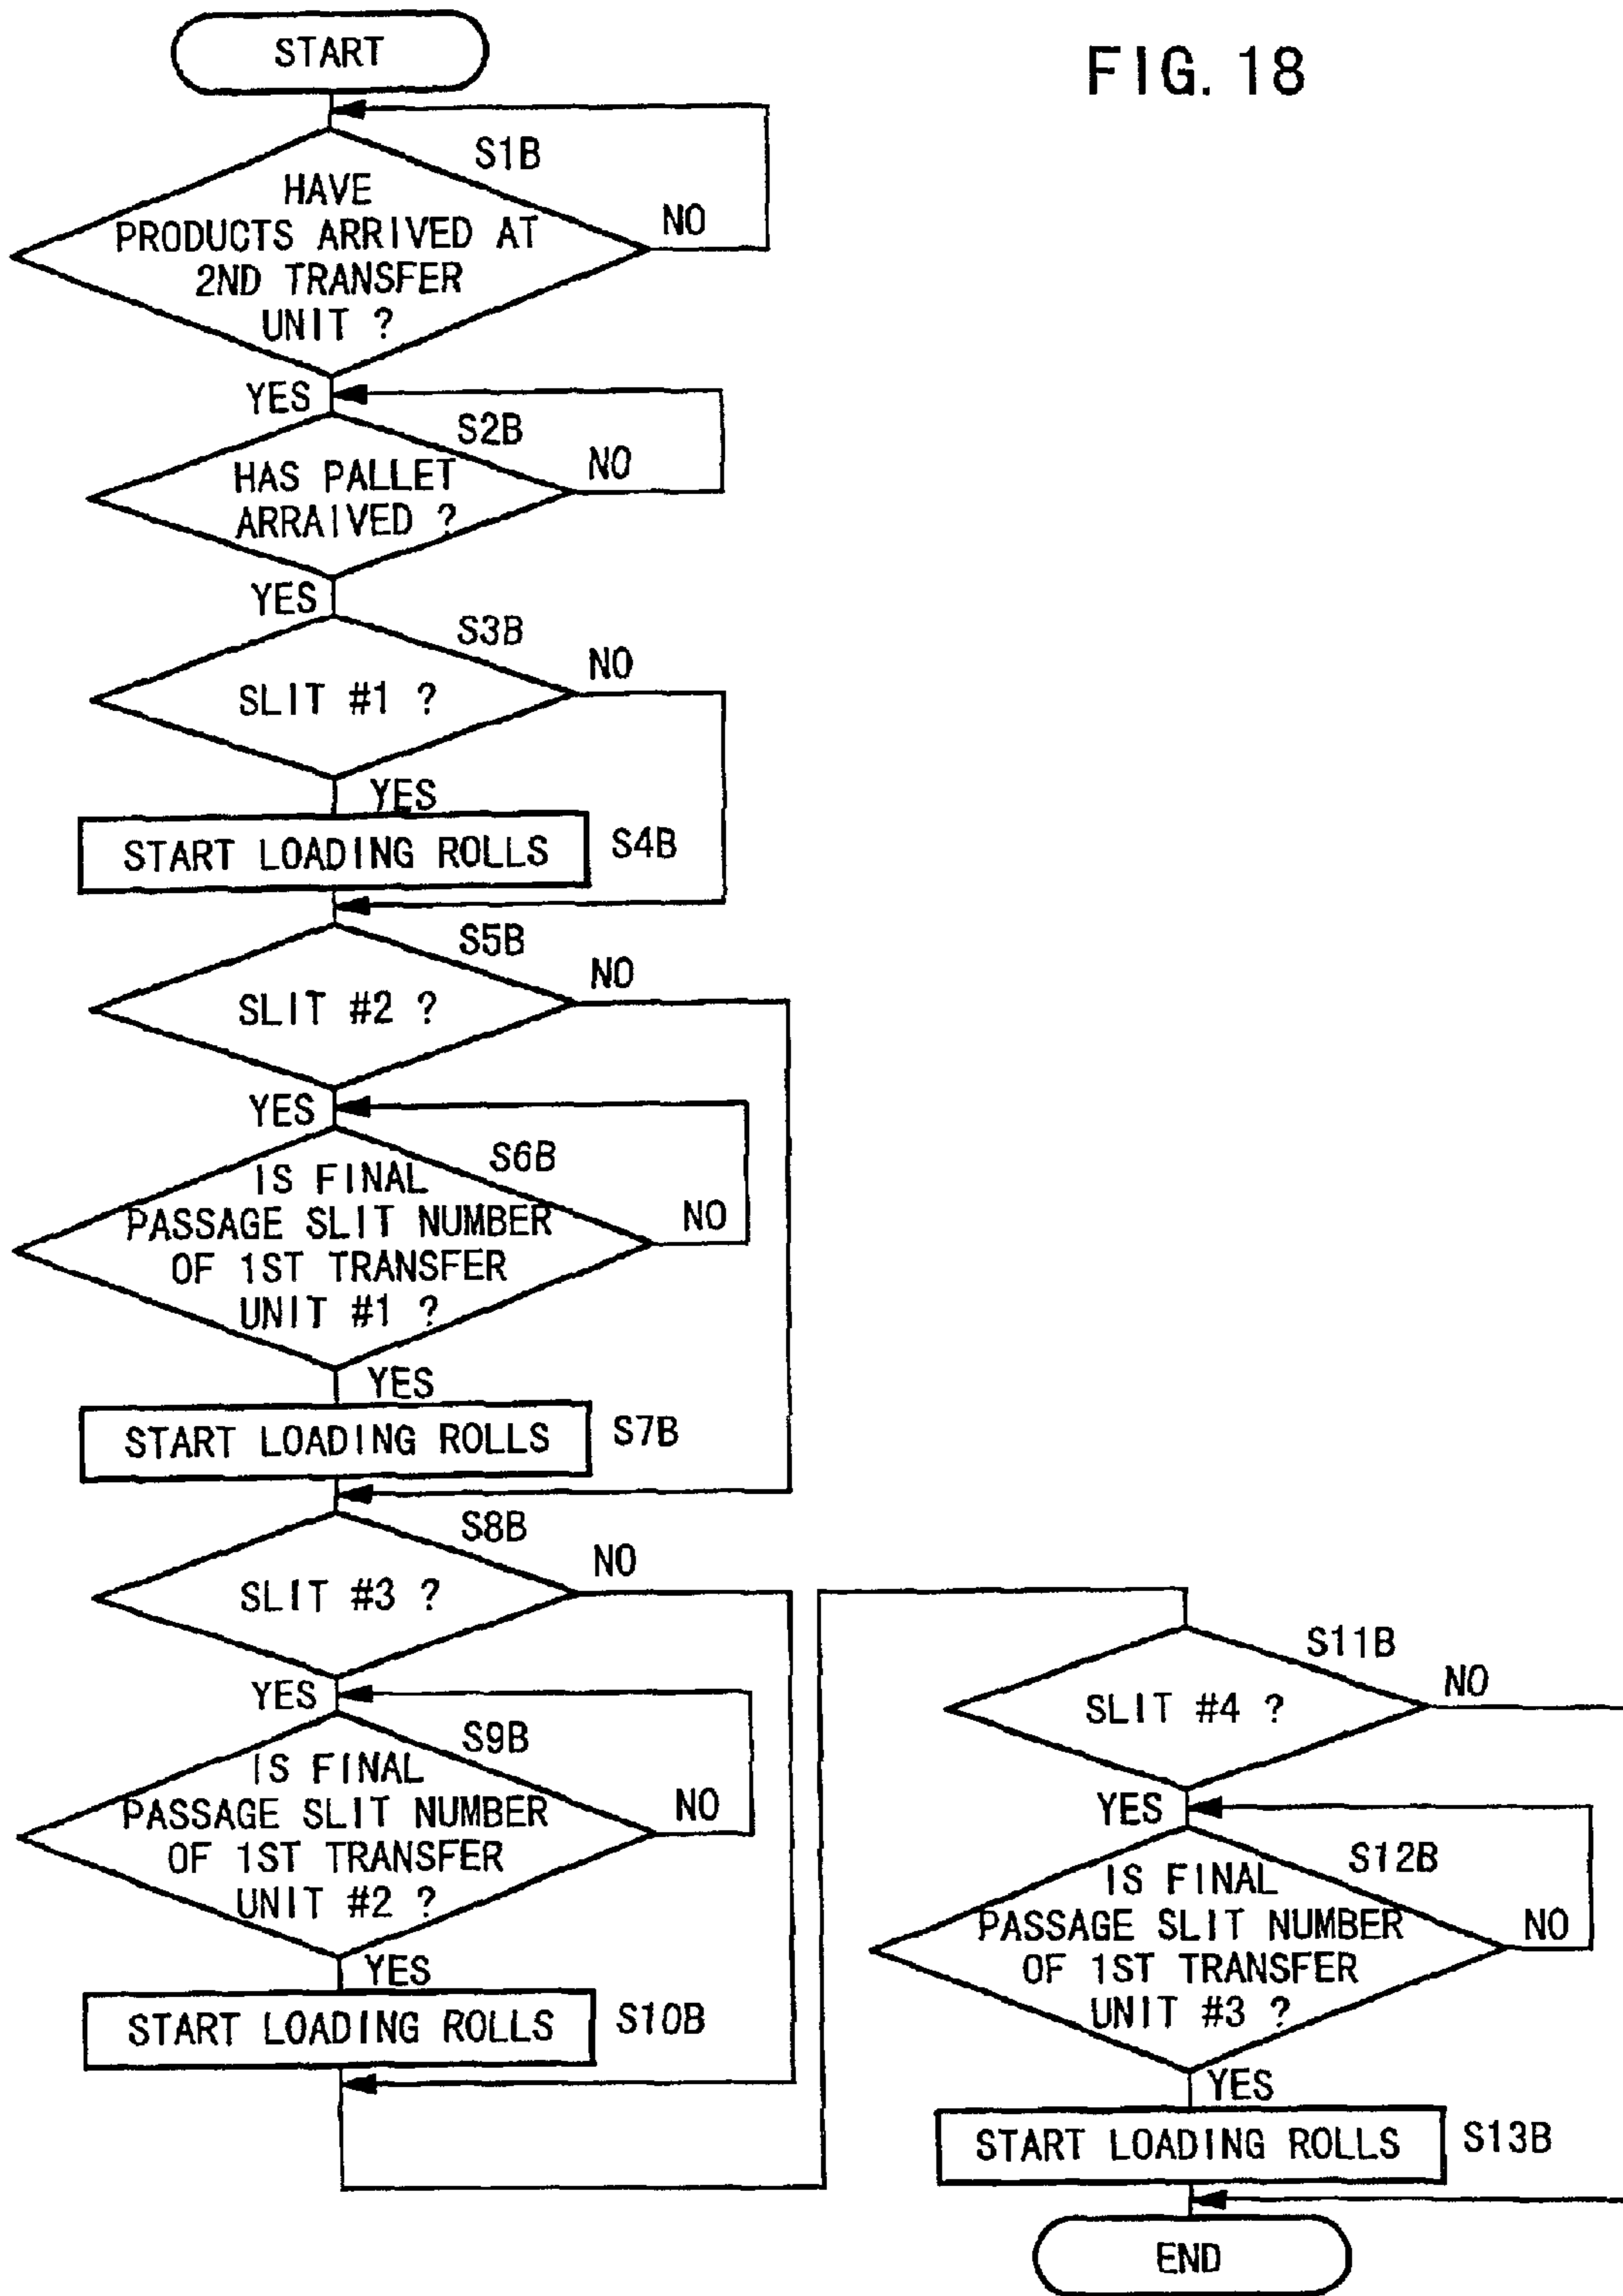 FIG. 18
START
S1B
HAVE
PRODUCTS ARRIVED AT
2ND TRANSFER
UNIT ?
NO
YES
S2B
HAS PALLET
ARRAIVED ?
NO
YES
S3B
SLIT #1 ?
NO
YES
START LOADING ROLLS
S4B
S5B
SLIT #2 ?
NO
YES
S6B
IS FINAL
PASSAGE SLIT NUMBER
OF 1ST TRANSFER
UNIT #1 ?
NO
YES
START LOADING ROLLS
S7B
S8B
SLIT #3 ?
NO
YES
S9B
IS FINAL
PASSAGE SLIT NUMBER
OF 1ST TRANSFER
UNIT #2 ?
NO
YES
START LOADING ROLLS
S10B
S11B
SLIT #4 ?
NO
YES
S12B
IS FINAL
PASSAGE SLIT NUMBER
OF 1ST TRANSFER
UNIT #3 ?
NO
YES
START LOADING ROLLS
S13B
END